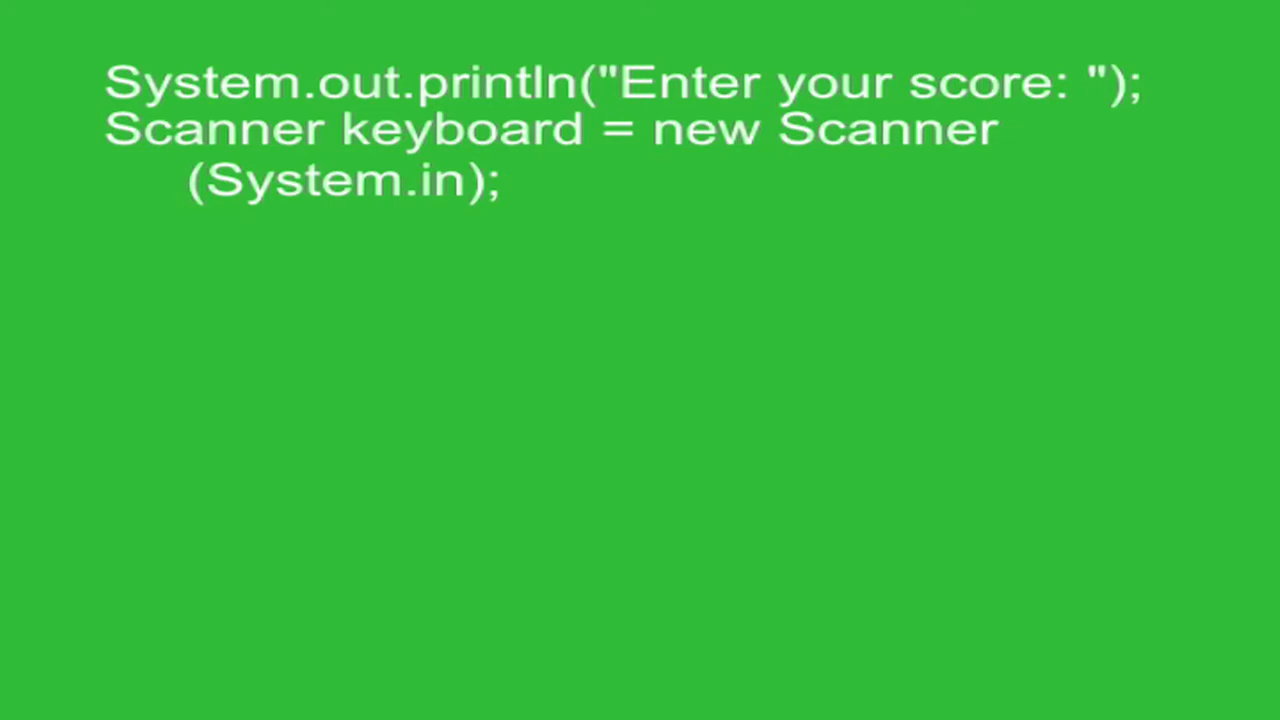 System.out.println("Enter your score: ");
Scanner keyboard = new Scanner
(System.in);